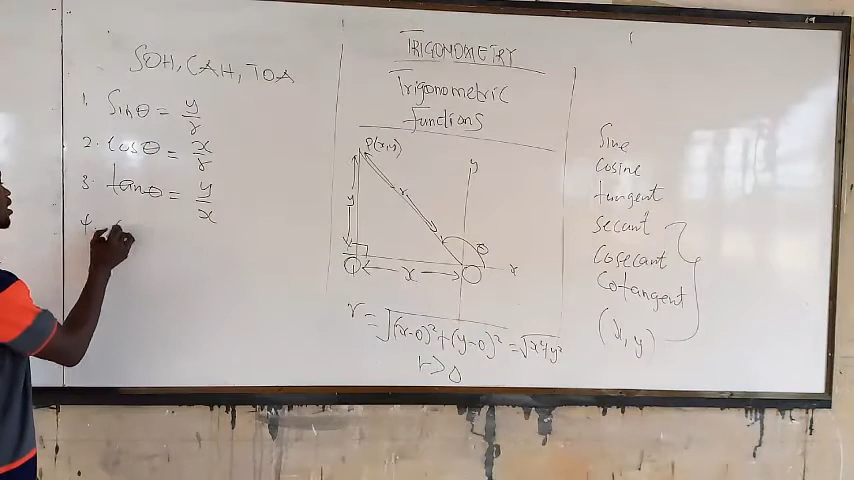 SOH, CAH, TOA
1. Sinθ = y/r
2. cosθ = x/r
3. tanθ = y/x
4.
TRIGONOMETRY
Trigonometric
functions
P(x,y)
y
r
y
θ
x
x
r = √(x-0)²+(y-0)² = √x²+y²
r>0
Sine
cosine
tangent
secant
cosecant
Cotangent
(x, y)